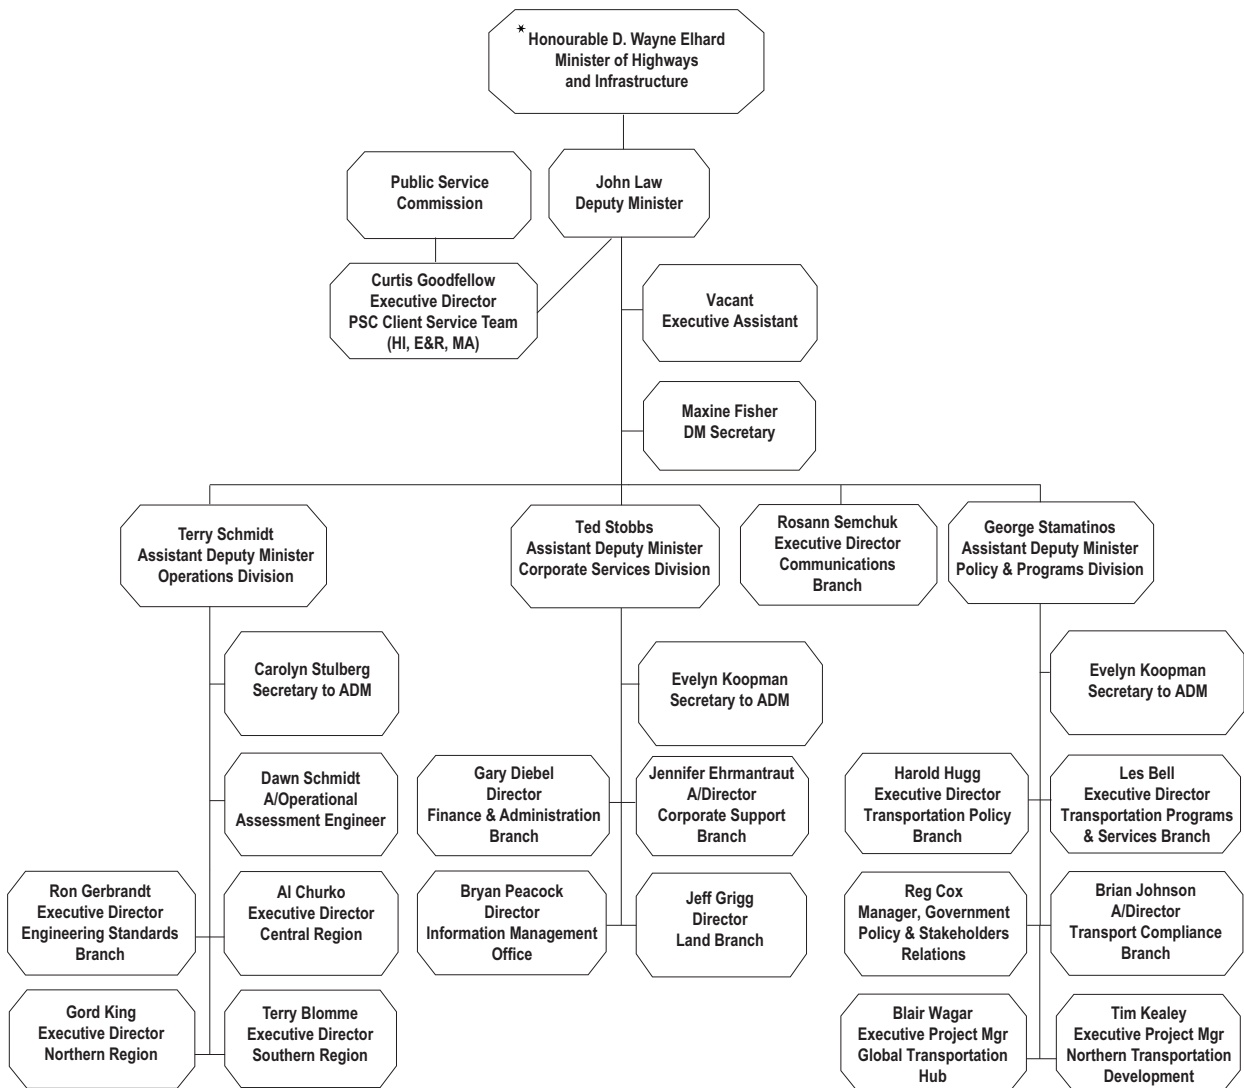 * Honourable D. Wayne Elhard
Minister of Highways
and Infrastructure
Public Service
Commission
John Law
Deputy Minister
Curtis Goodfellow
Executive Director
PSC Client Service Team
(HI, E&R, MA)
Vacant
Executive Assistant
Maxine Fisher
DM Secretary
Terry Schmidt
Assistant Deputy Minister
Operations Division
Ted Stobbs
Assistant Deputy Minister
Corporate Services Division
Rosann Semchuk
Executive Director
Communications
Branch
George Stamatinos
Assistant Deputy Minister
Policy & Programs Division
Carolyn Stulberg
Secretary to ADM
Evelyn Koopman
Secretary to ADM
Evelyn Koopman
Secretary to ADM
Dawn Schmidt
A/Operational
Assessment Engineer
Gary Diebel
Director
Finance & Administration
Branch
Jennifer Ehrmantraut
A/Director
Corporate Support
Branch
Harold Hugg
Executive Director
Transportation Policy
Branch
Les Bell
Executive Director
Transportation Programs
& Services Branch
Ron Gerbrandt
Executive Director
Engineering Standards
Branch
Al Churko
Executive Director
Central Region
Bryan Peacock
Director
Information Management
Office
Jeff Grigg
Director
Land Branch
Reg Cox
Manager, Government
Policy & Stakeholders
Relations
Brian Johnson
A/Director
Transport Compliance
Branch
Gord King
Executive Director
Northern Region
Terry Blomme
Executive Director
Southern Region
Blair Wagar
Executive Project Mgr
Global Transportation
Hub
Tim Kealey
Executive Project Mgr
Northern Transportation
Development